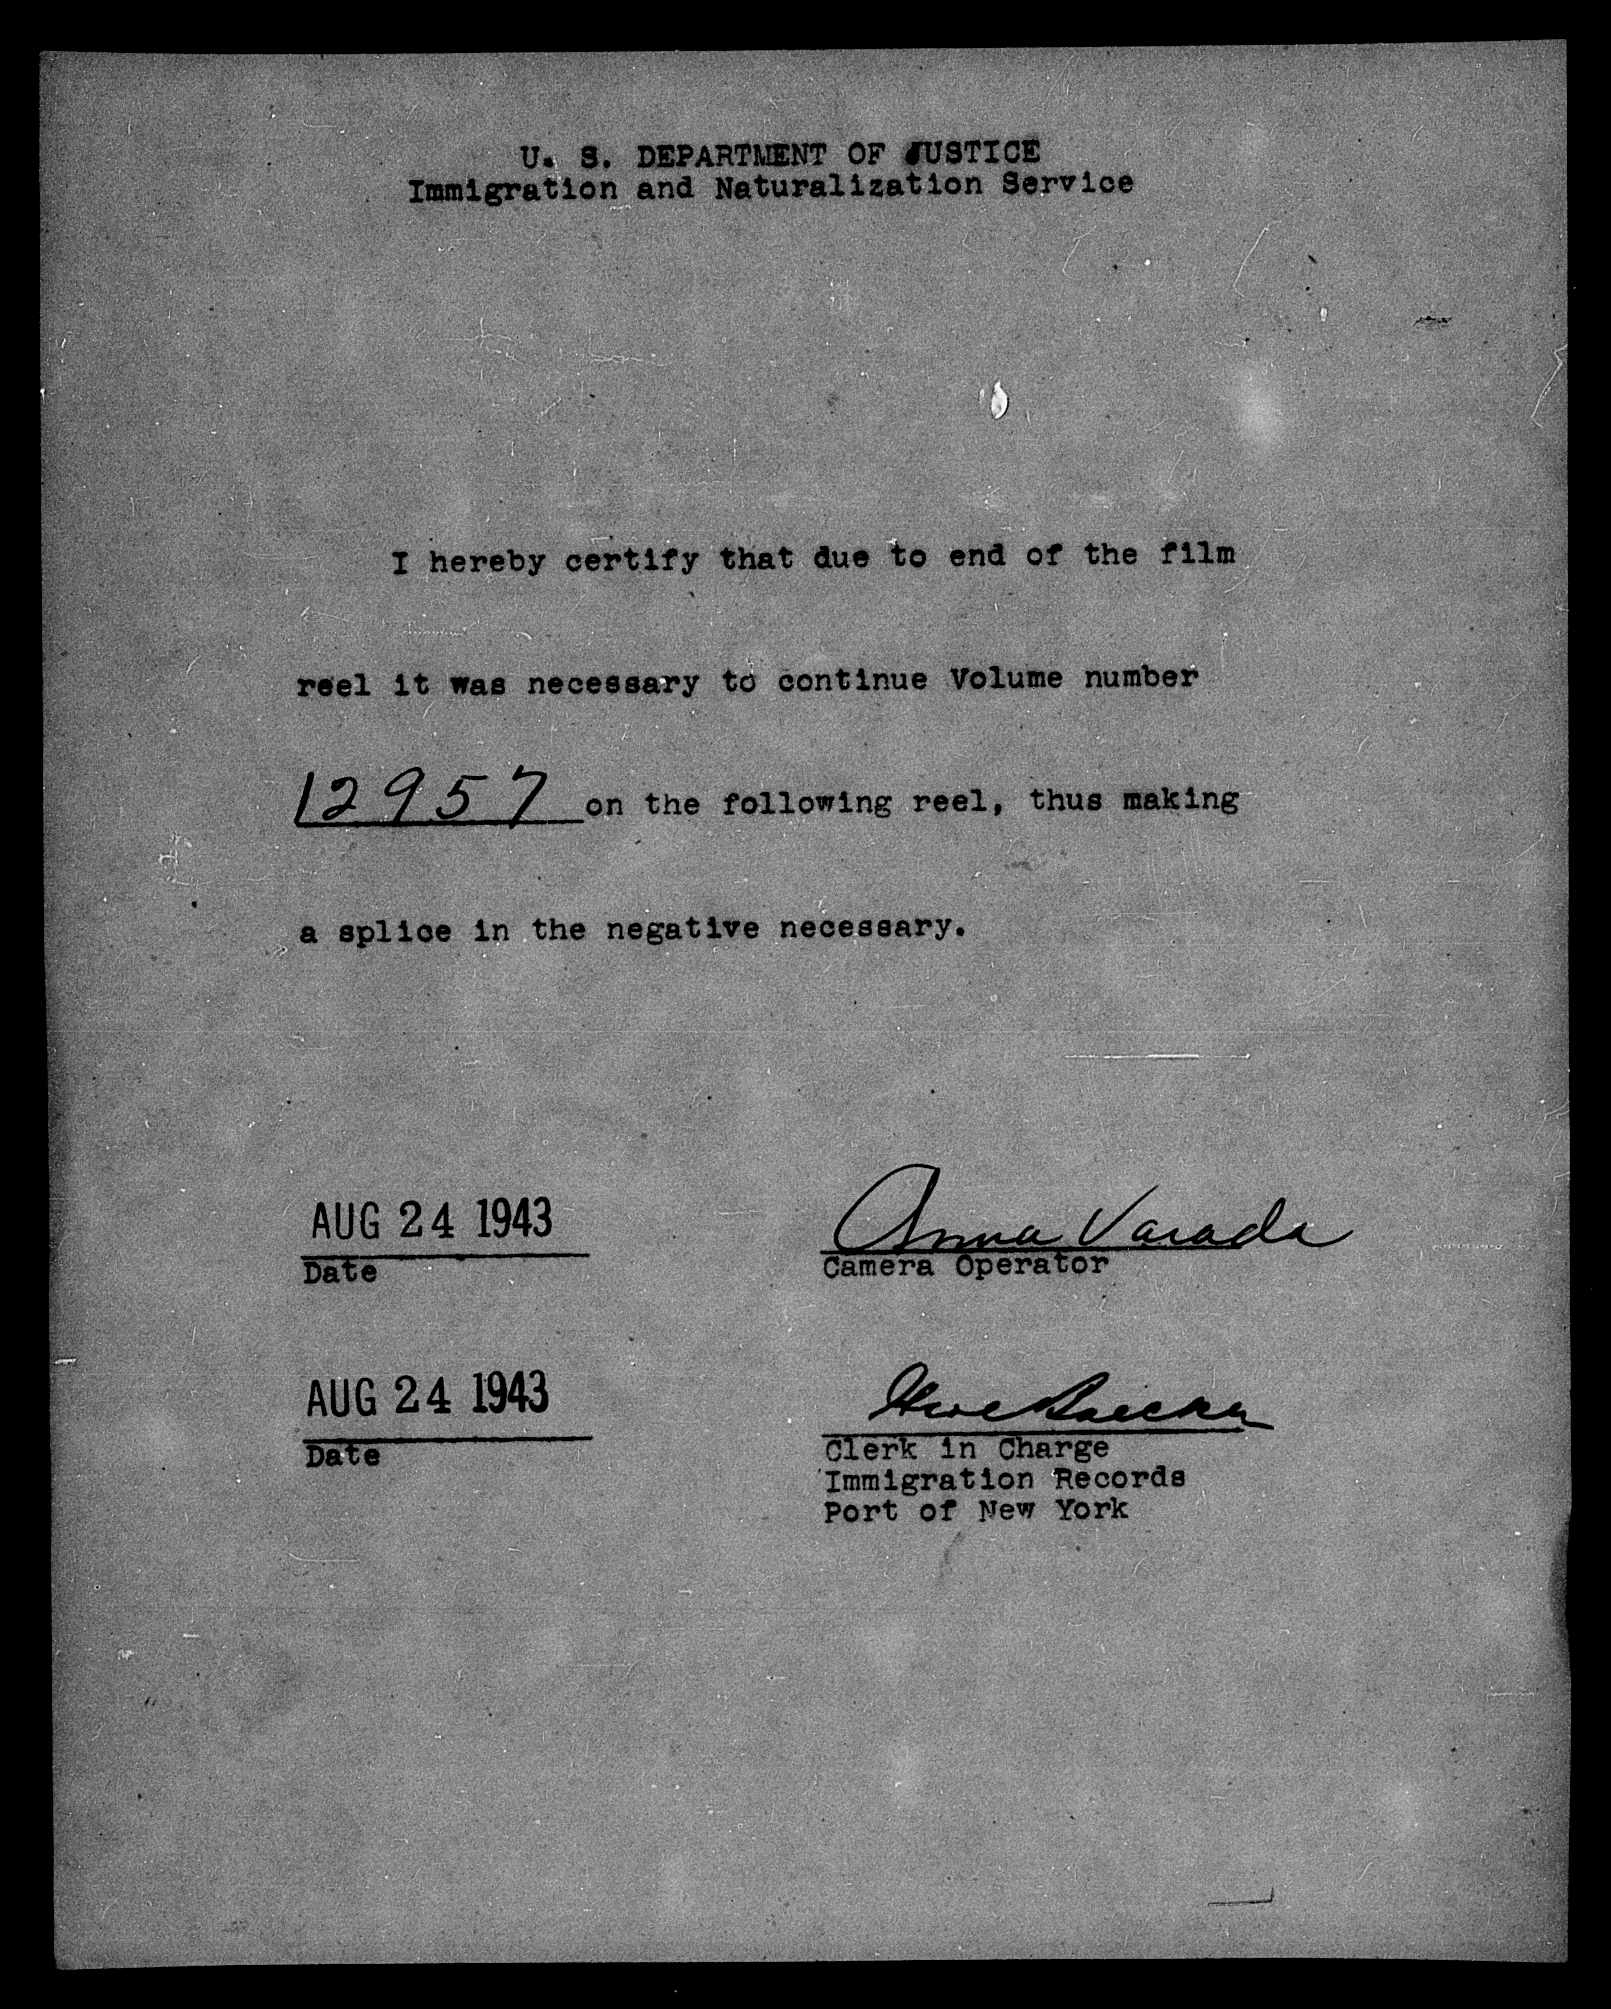 U. S. DEPARTMENT OF JUSTICE
Immigration and Naturalization Service
I hereby certify that due to end of the film
reel it was necessary to continue Volume number
12957 on the following reel, thus making
a splice in the negative necessary.
AUG 24 1943
Date
Anna Varada
Camera Operator
AUG 24 1943
Date
Clerk in Charge
Immigration Records
Port of New York